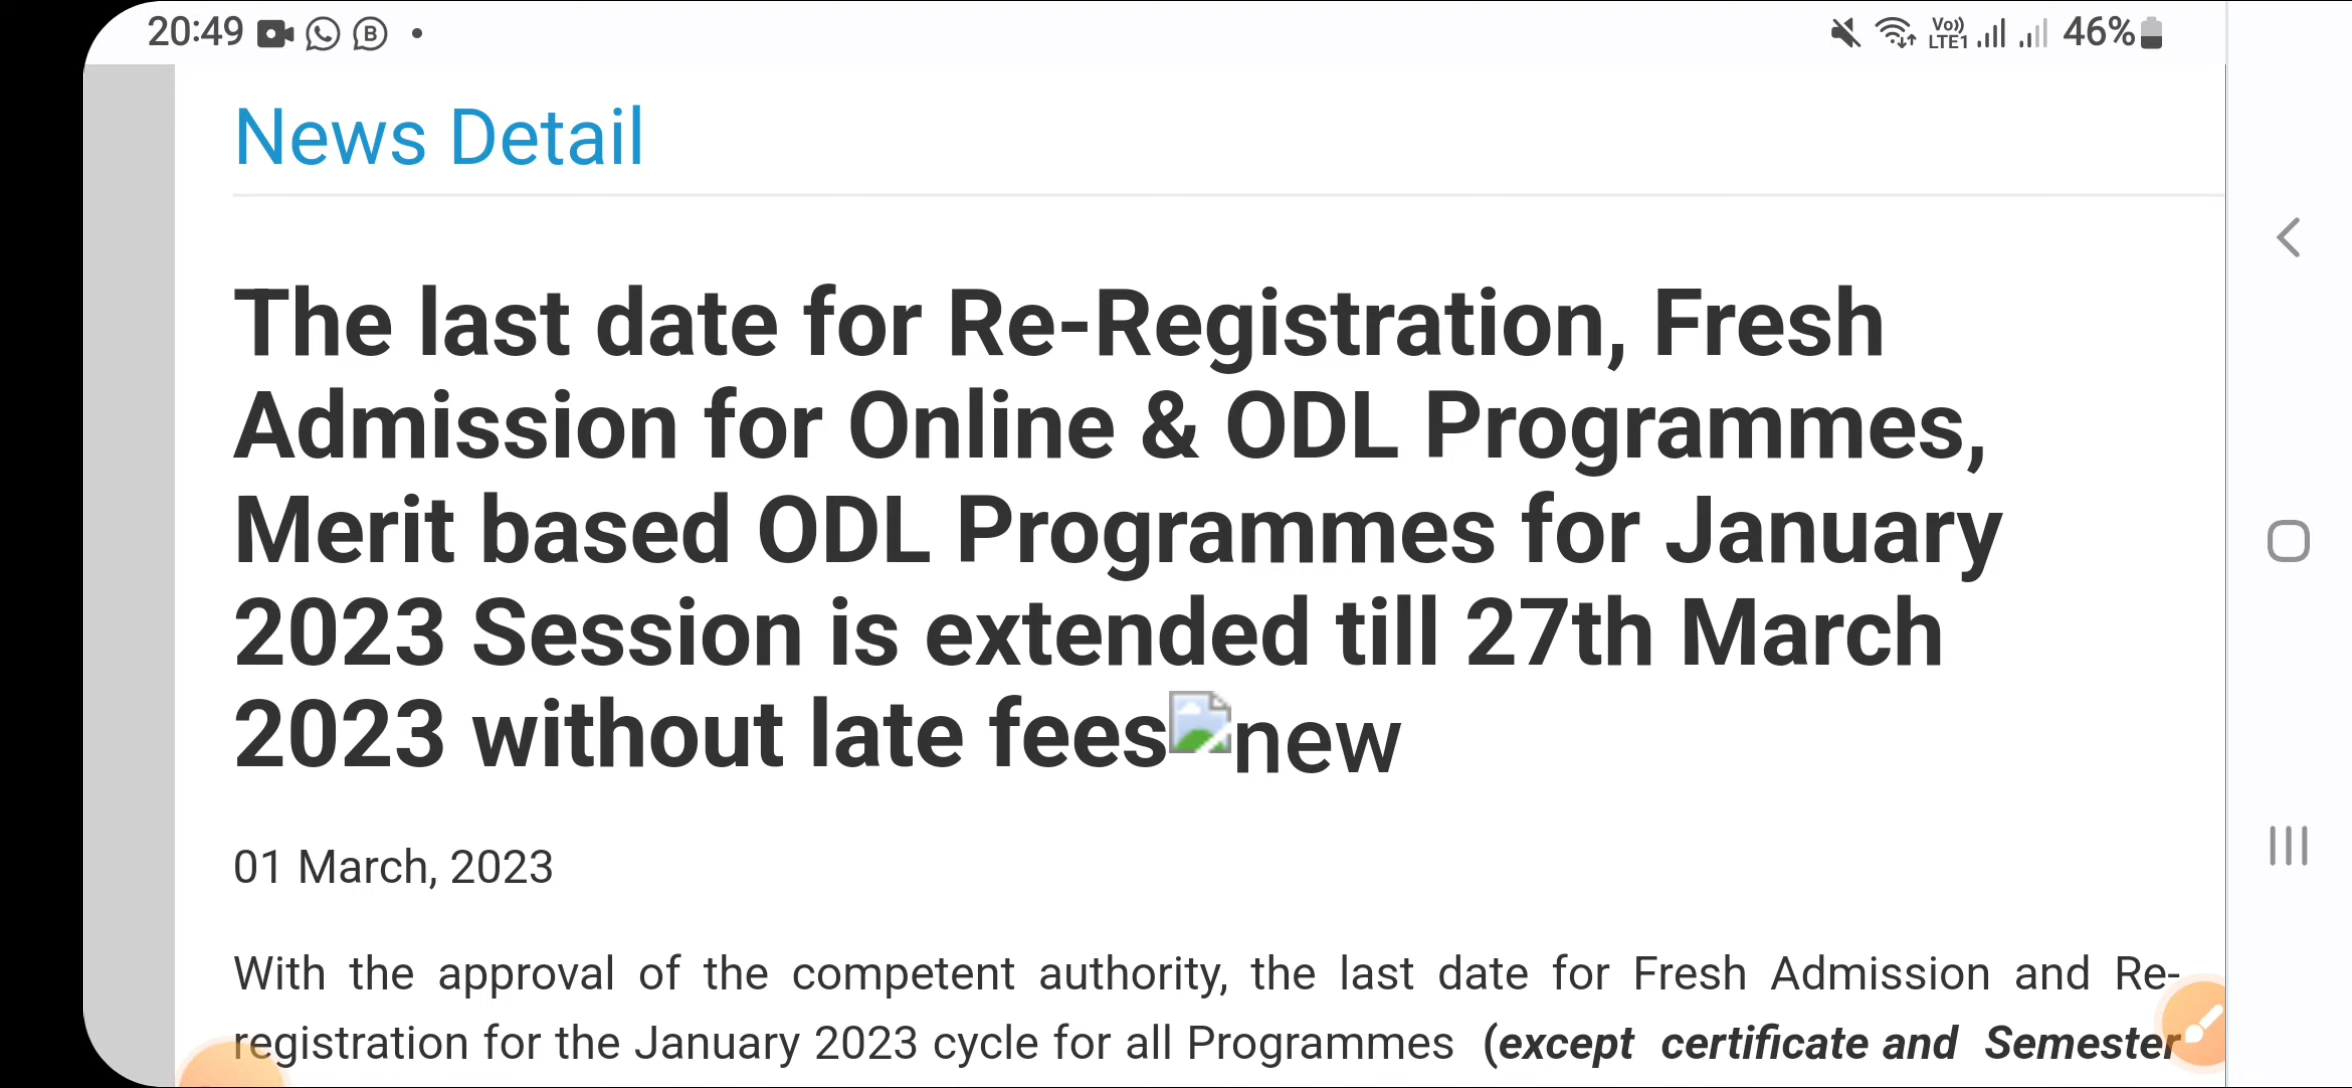 20:49
B
Vo))
LTE1
46%
News Detail
The last date for Re-Registration, Fresh
Admission for Online & ODL Programmes,
Merit based ODL Programmes for January
2023 Session is extended till 27th March
2023 without late fees new
01 March, 2023
With the approval of the competent authority, the last date for Fresh Admission and Re-
registration for the January 2023 cycle for all Programmes (except certificate and Semester